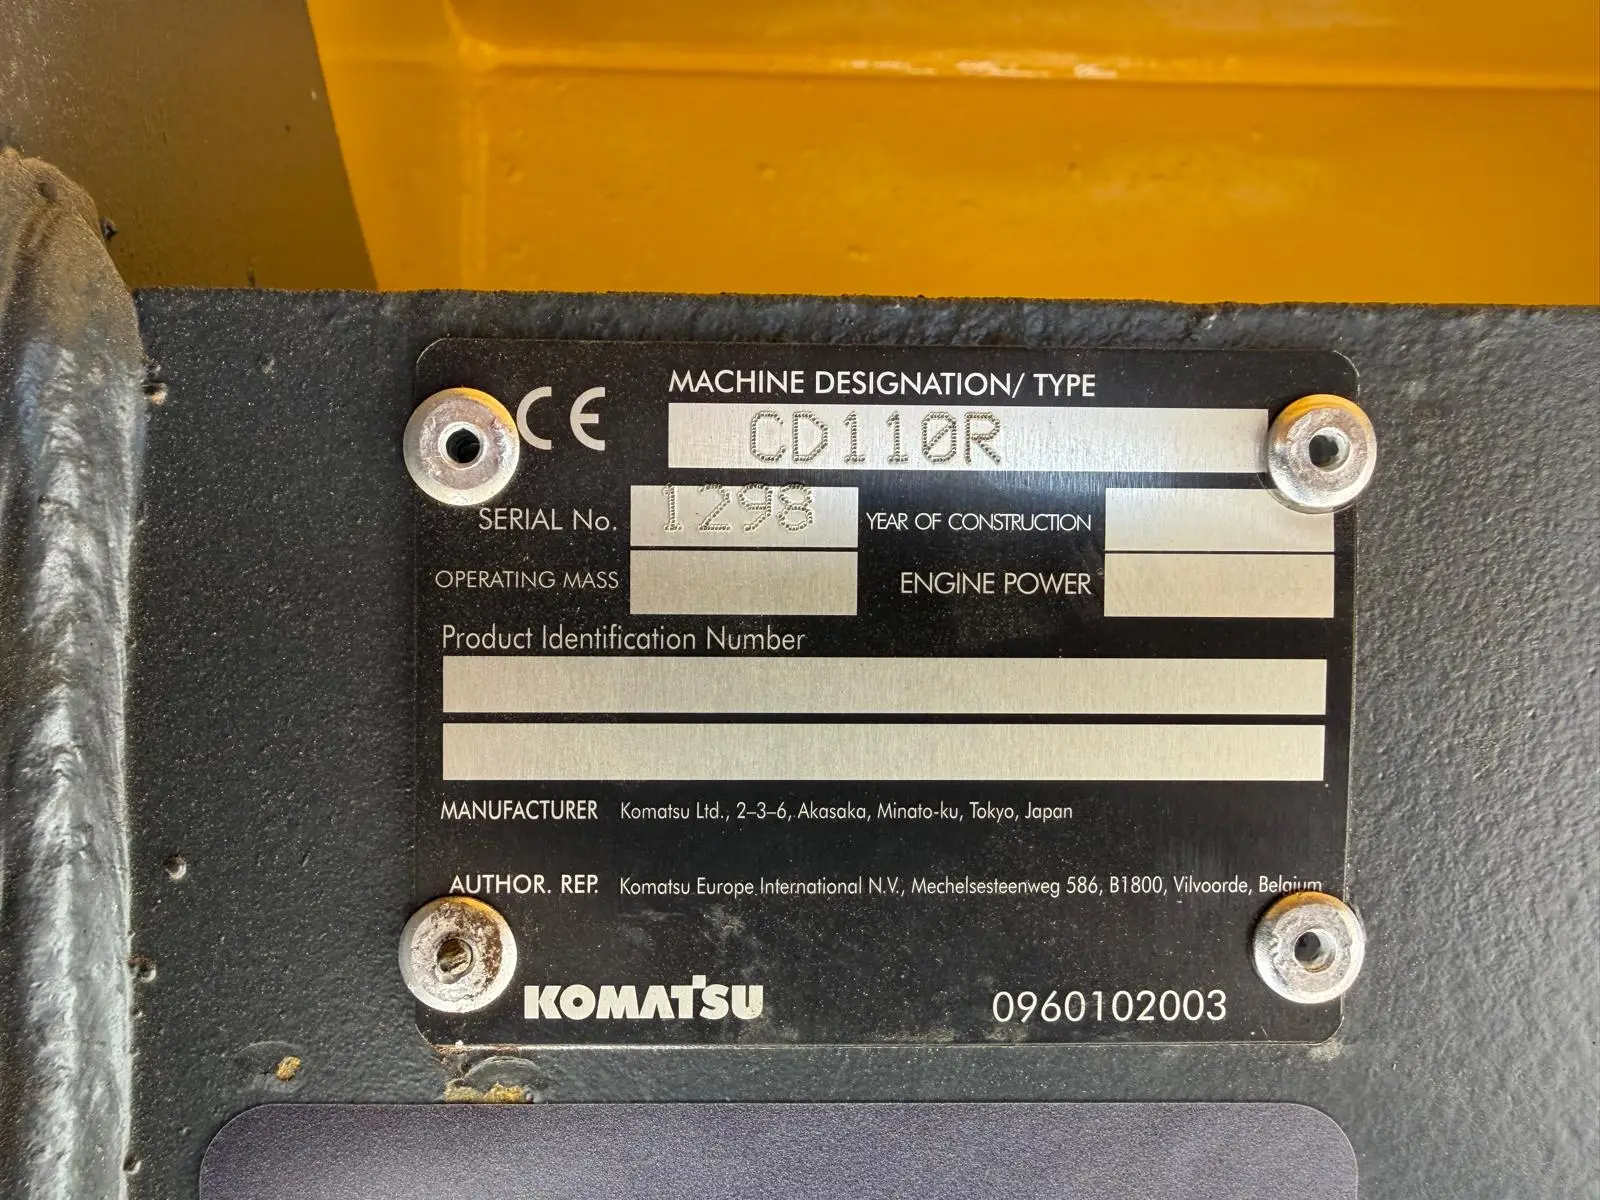 CE
MACHINE DESIGNATION/ TYPE
CD110R
SERIAL No. 1298 YEAR OF CONSTRUCTION
OPERATING MASS ENGINE POWER
Product Identification Number
MANUFACTURER Komatsu Ltd., 2–3–6, Akasaka, Minato-ku, Tokyo, Japan
AUTHOR. REP. Komatsu Europe International N.V., Mechelsesteenweg 586, B1800, Vilvoorde, Belgium
KOMATSU 0960102003